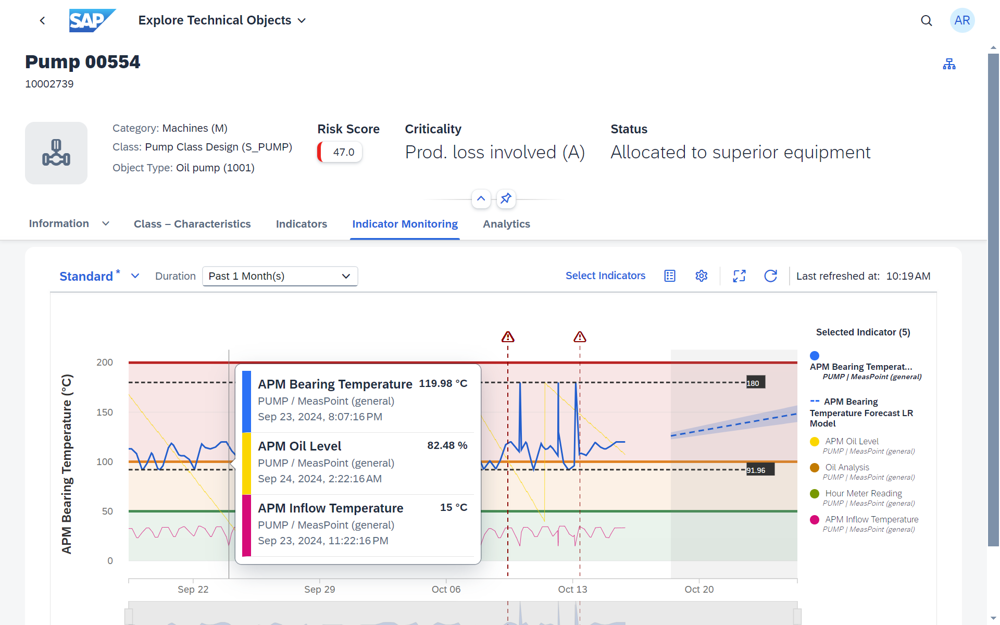 SAP
Explore Technical Objects
AR
Pump 00554
10002739
Category: Machines (M)
Class: Pump Class Design (S_PUMP)
Object Type: Oil pump (1001)
Risk Score
47.0
Criticality
Prod. loss involved (A)
Status
Allocated to superior equipment
Information
Class – Characteristics
Indicators
Indicator Monitoring
Analytics
Standard *
Duration
Past 1 Month(s)
Select Indicators
Last refreshed at: 10:19 AM
APM Bearing Temperature (°C)
200
150
100
50
0
180
91.96
APM Bearing Temperature 119.98 °C
PUMP / MeasPoint (general)
Sep 23, 2024, 8:07:16 PM
APM Oil Level 82.48 %
PUMP / MeasPoint (general)
Sep 24, 2024, 2:22:16 AM
APM Inflow Temperature 15 °C
PUMP / MeasPoint (general)
Sep 23, 2024, 11:22:16 PM
Sep 22
Sep 29
Oct 06
Oct 13
Oct 20
Selected Indicator (5)
APM Bearing Temperat...
PUMP | MeasPoint (general)
APM Bearing
Temperature Forecast LR
Model
APM Oil Level
PUMP | MeasPoint (general)
Oil Analysis
PUMP | MeasPoint (general)
Hour Meter Reading
PUMP | MeasPoint (general)
APM Inflow Temperature
PUMP | MeasPoint (general)